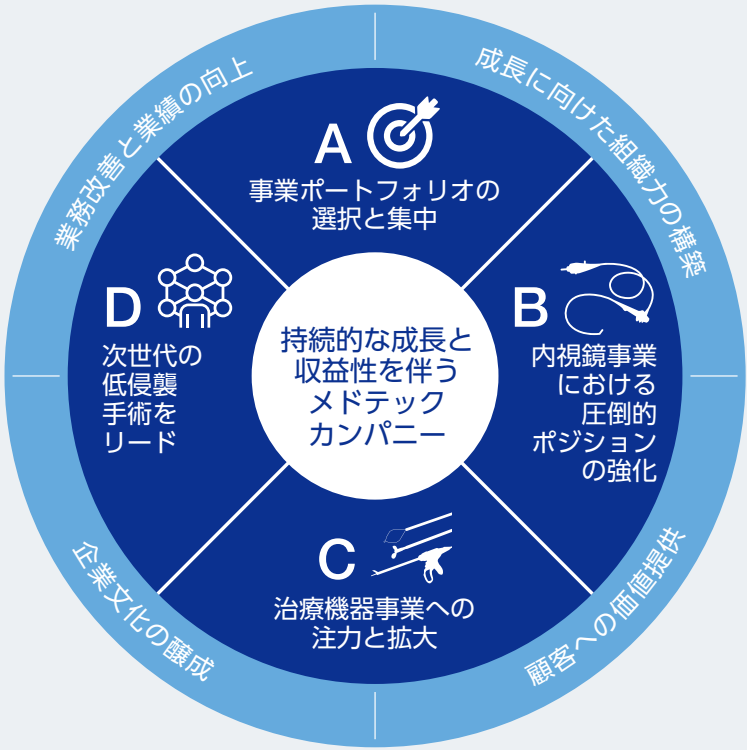 業務改善と業績の向上
成長に向けた組織力の構築
A
事業ポートフォリオの
選択と集中
D
次世代の
低侵襲
手術を
リード
持続的な成長と
収益性を伴う
メドテック
カンパニー
B
内視鏡事業
における
圧倒的
ポジション
の強化
C
治療機器事業への
注力と拡大
企業文化の醸成
顧客への価値提供